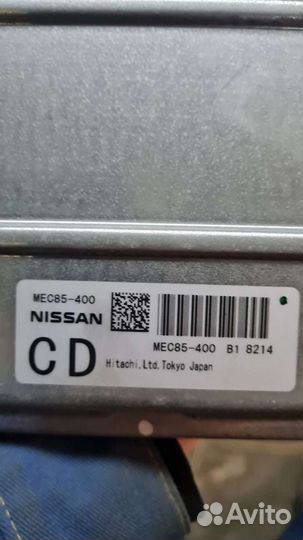 MEC85-400
NISSAN
MEC85-400 B1 8214
CD
Hitachi,Ltd.Tokyo Japan
Avito